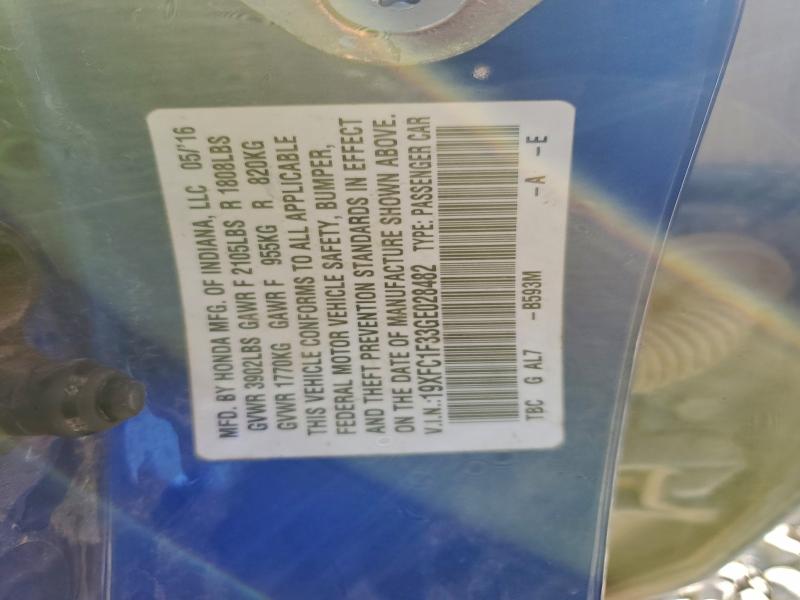 MFD. BY HONDA MFG. OF INDIANA, LLC 05/'16
GVWR 3902LBS GAWR F 2105LBS R 1808LBS
GVWR 1770KG GAWR F 955KG R 820KG
THIS VEHICLE CONFORMS TO ALL APPLICABLE
FEDERAL MOTOR VEHICLE SAFETY, BUMPER,
AND THEFT PREVENTION STANDARDS IN EFFECT
ON THE DATE OF MANUFACTURE SHOWN ABOVE.
V.I.N.:19XFC1F33GE028482 TYPE: PASSENGER CAR
TBC G AL7 -B593M -A -E